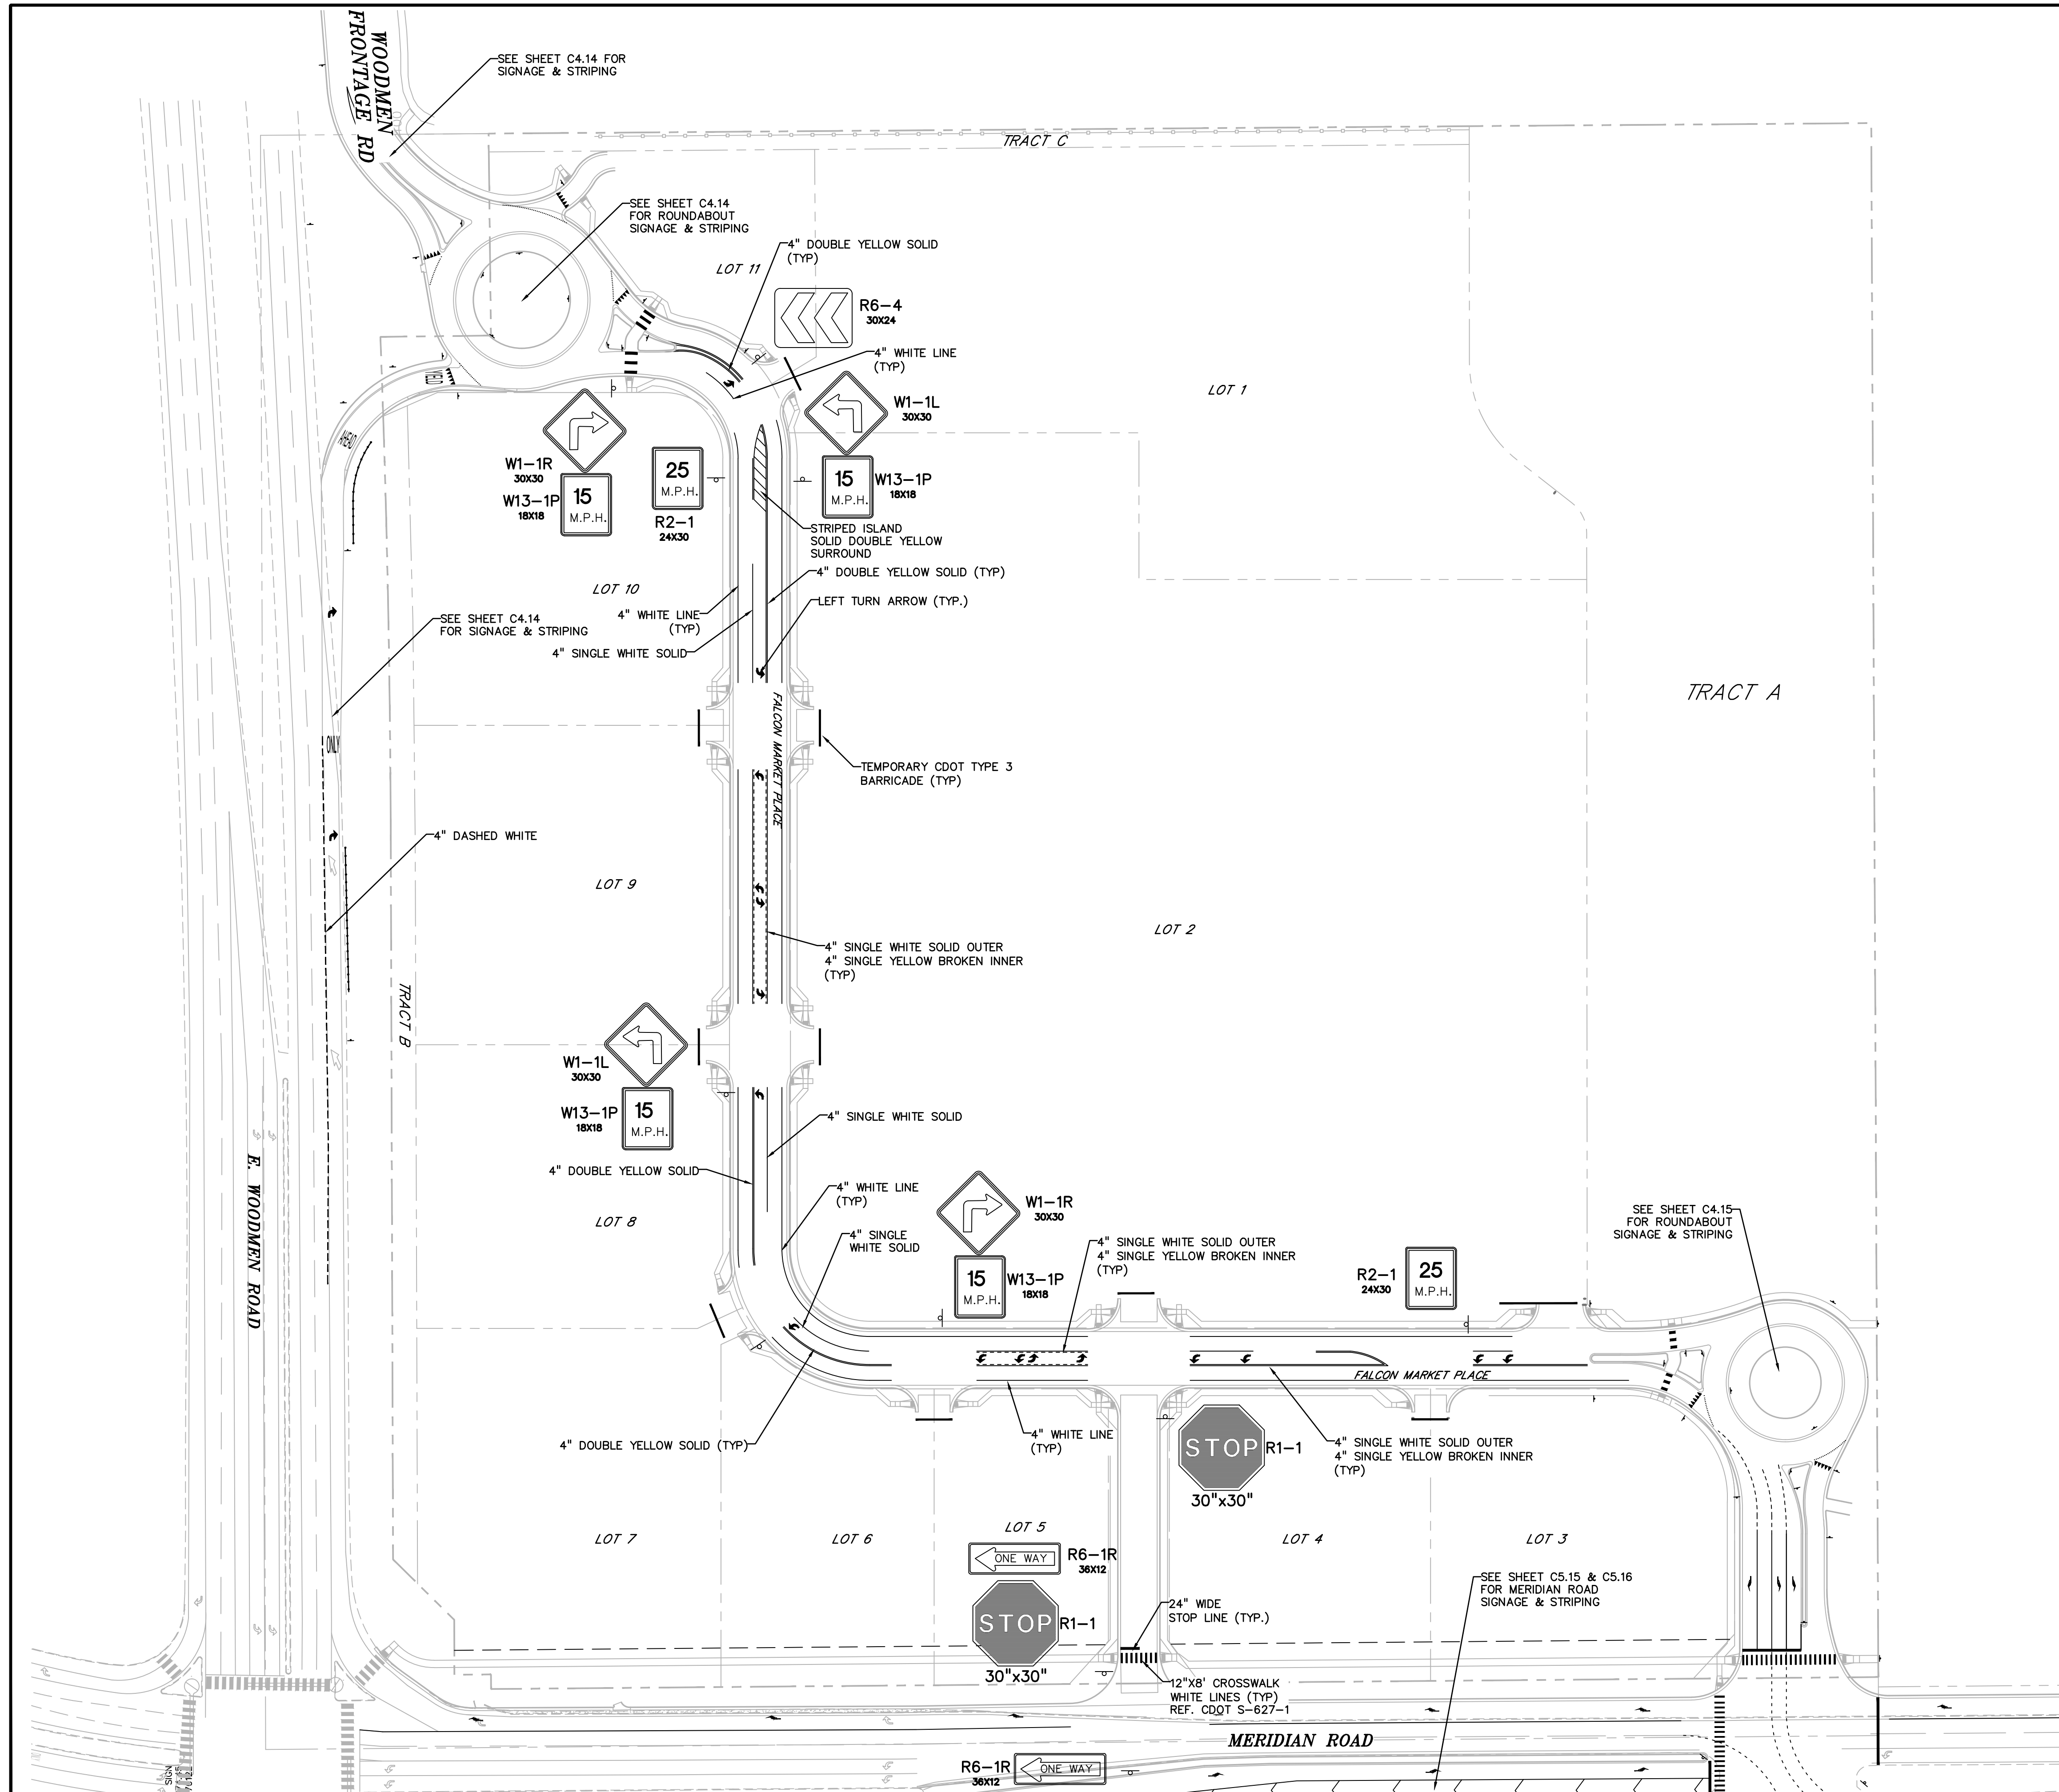 WOODMEN
FRONTAGE RD
SEE SHEET C4.14 FOR
SIGNAGE & STRIPING
TRACT C
SEE SHEET C4.14
FOR ROUNDABOUT
SIGNAGE & STRIPING
4" DOUBLE YELLOW SOLID
(TYP)
LOT 11
R6-4
30X24
4" WHITE LINE
(TYP)
LOT 1
YIELD
AHEAD
W1-1R
30X30
W13-1P
18X18
15
M.P.H.
25
M.P.H.
R2-1
24X30
W1-1L
30X30
15
M.P.H.
W13-1P
18X18
STRIPED ISLAND
SOLID DOUBLE YELLOW
SURROUND
4" DOUBLE YELLOW SOLID (TYP)
LEFT TURN ARROW (TYP.)
LOT 10
4" WHITE LINE
(TYP)
SEE SHEET C4.14
FOR SIGNAGE & STRIPING
4" SINGLE WHITE SOLID
TRACT A
FALCON MARKET PLACE
ONLY
TEMPORARY CDOT TYPE 3
BARRICADE (TYP)
4" DASHED WHITE
LOT 9
LOT 2
4" SINGLE WHITE SOLID OUTER
4" SINGLE YELLOW BROKEN INNER
(TYP)
TRACT B
W1-1L
30X30
W13-1P
18X18
15
M.P.H.
4" SINGLE WHITE SOLID
4" DOUBLE YELLOW SOLID
E. WOODMEN ROAD
4" WHITE LINE
(TYP)
LOT 8
4" SINGLE
WHITE SOLID
W1-1R
30X30
15
M.P.H.
W13-1P
18X18
4" SINGLE WHITE SOLID OUTER
4" SINGLE YELLOW BROKEN INNER
(TYP)
R2-1
24X30
25
M.P.H.
SEE SHEET C4.15
FOR ROUNDABOUT
SIGNAGE & STRIPING
FALCON MARKET PLACE
4" DOUBLE YELLOW SOLID (TYP)
4" WHITE LINE
(TYP)
STOP
R1-1
30"x30"
4" SINGLE WHITE SOLID OUTER
4" SINGLE YELLOW BROKEN INNER
(TYP)
LOT 7
LOT 6
LOT 5
LOT 4
LOT 3
ONE WAY
R6-1R
36X12
STOP
R1-1
30"x30"
24" WIDE
STOP LINE (TYP.)
SEE SHEET C5.15 & C5.16
FOR MERIDIAN ROAD
SIGNAGE & STRIPING
12"X8' CROSSWALK
WHITE LINES (TYP)
REF. CDOT S-627-1
MERIDIAN ROAD
R6-1R
36X12
ONE WAY
SIGN